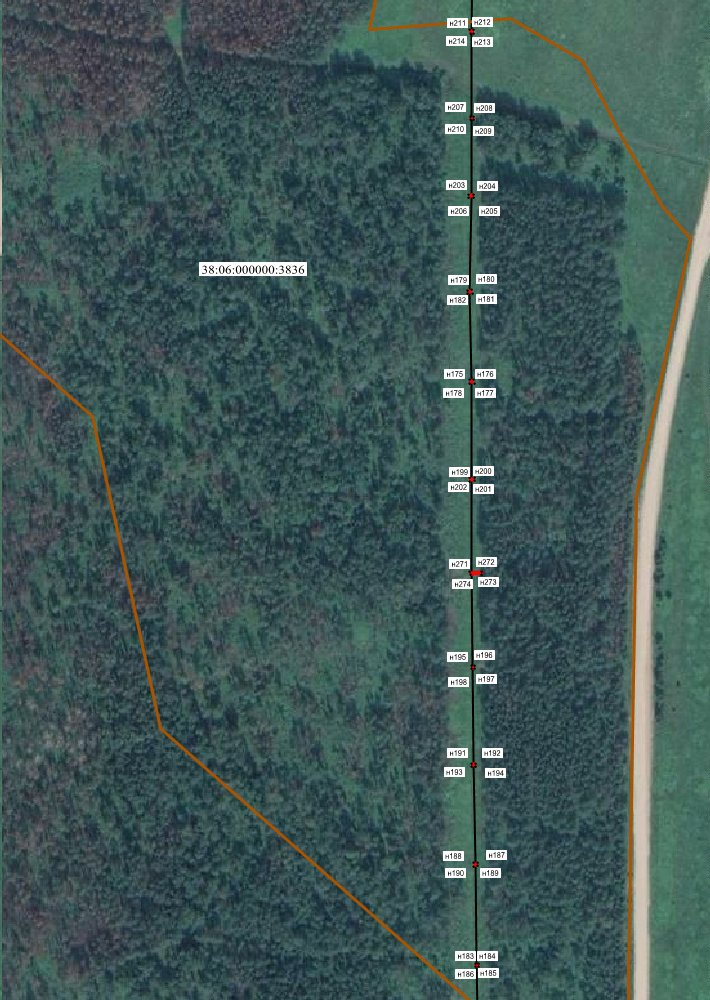 н211 н212
н214 н213
н207 н208
н210 н209
н203 н204
н206 н205
38:06:000000:3836
н179 н180
н182 н181
н175 н176
н178 н177
н199 н200
н202 н201
н271 н272
н274 н273
н195 н196
н198 н197
н191 н192
н193 н194
н188 н187
н190 н189
н183 н184
н186 н185